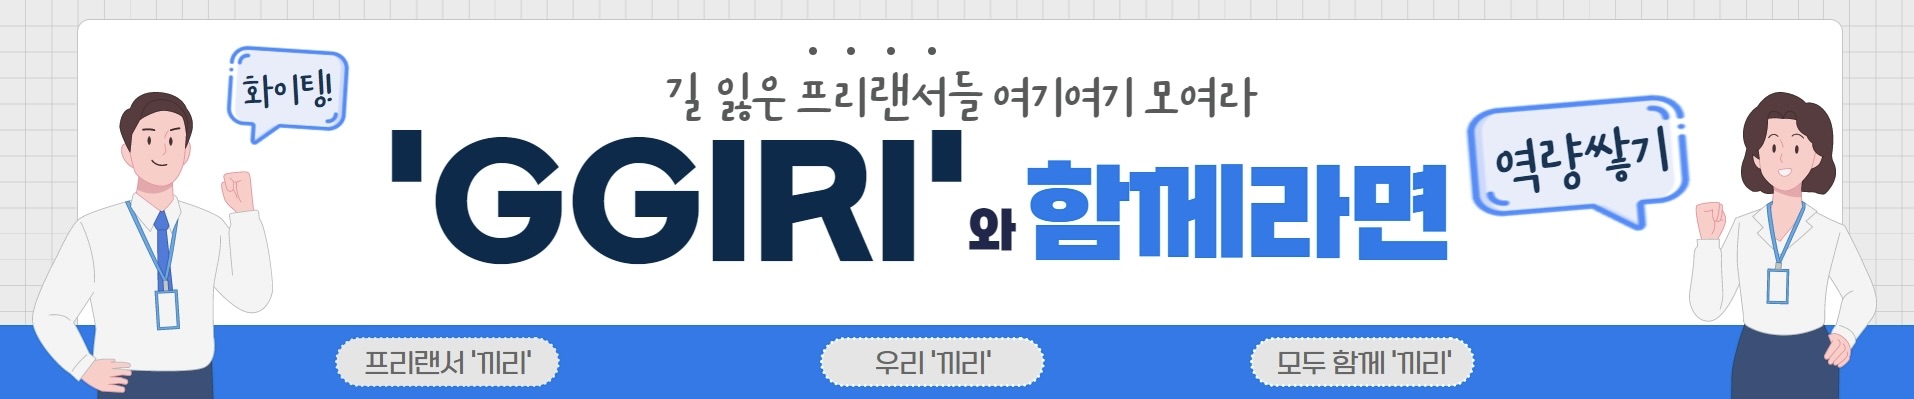 길 잃은 프리랜서들 여기여기 모여라
화이팅!
'GGIRI'와 함께라면
역량쌓기
프리랜서 '끼리'
우리 '끼리'
모두 함께 '끼리'